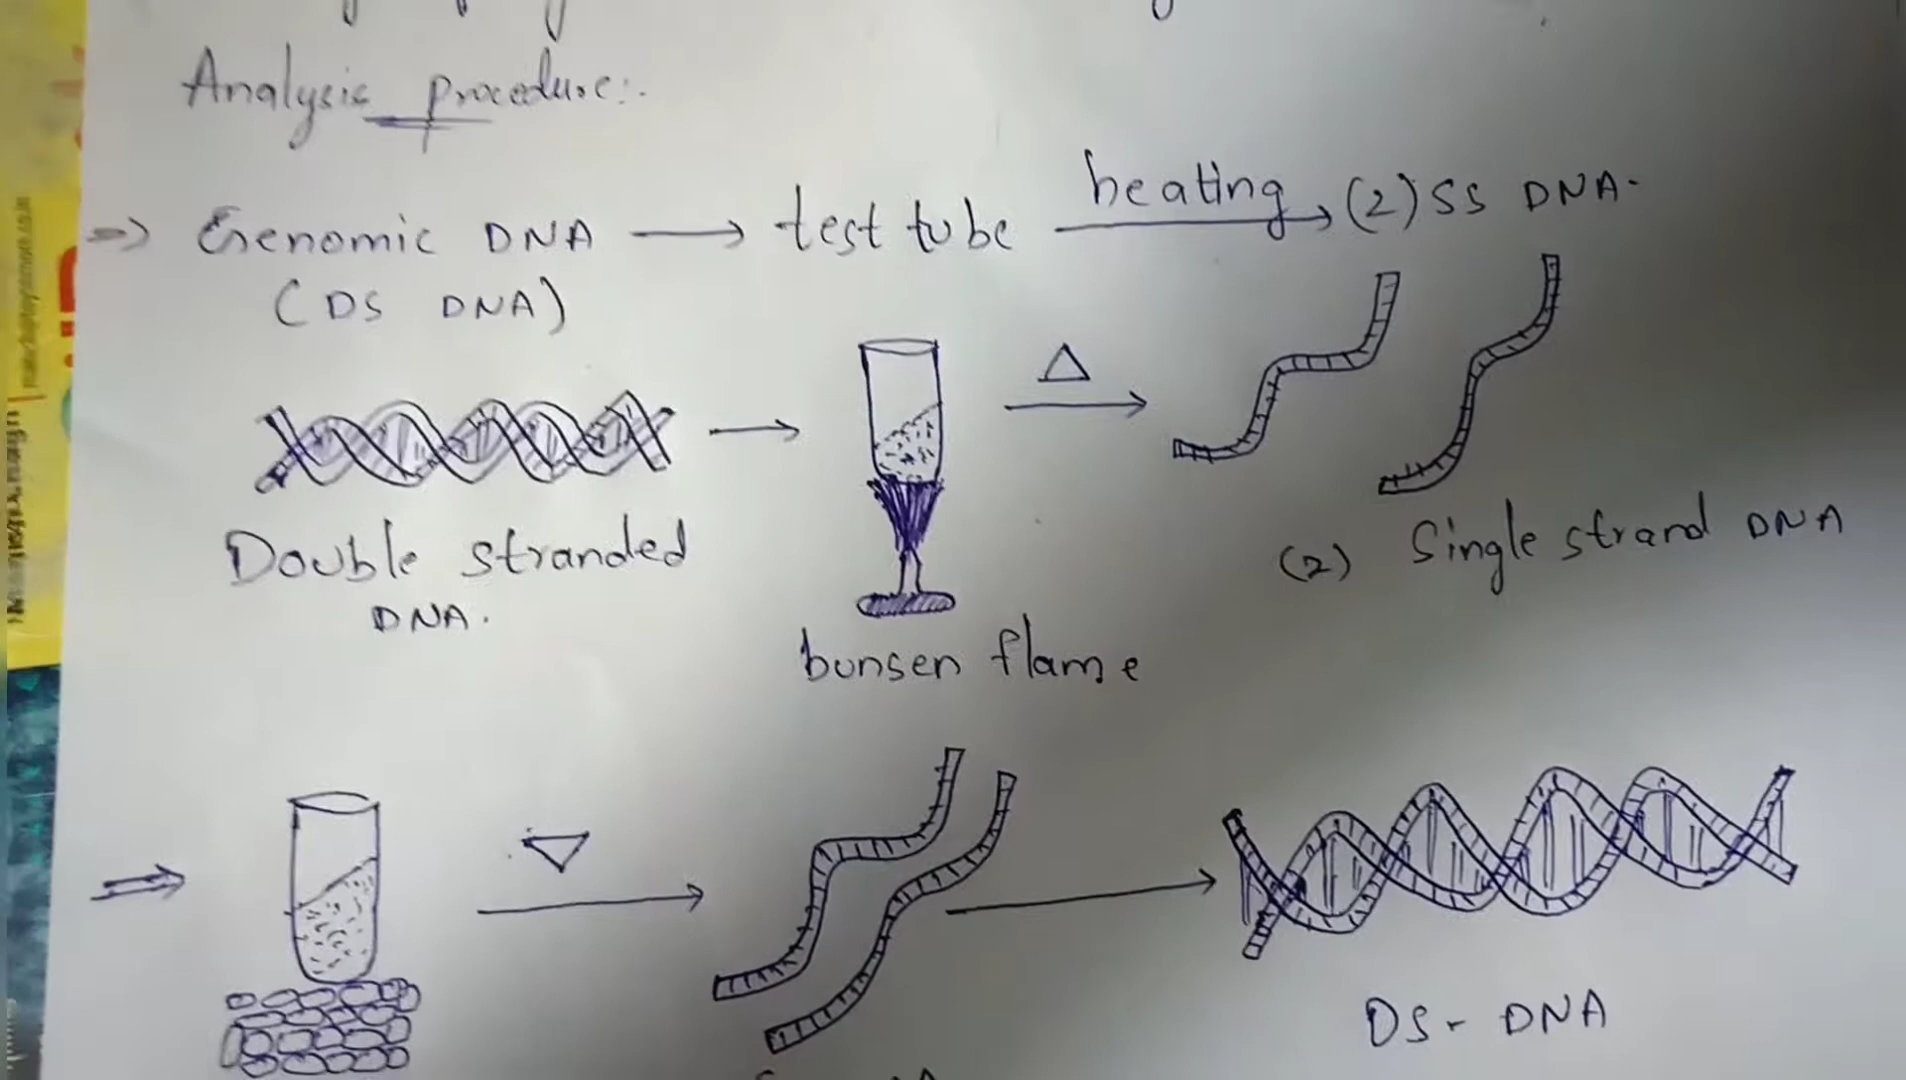 Analysis procedure:-
heating
=> Genomic DNA → test tube → (2) SS DNA.
(DS DNA)
Δ
Double stranded
DNA.
(2) Single strand DNA
bunsen flame
DS - DNA